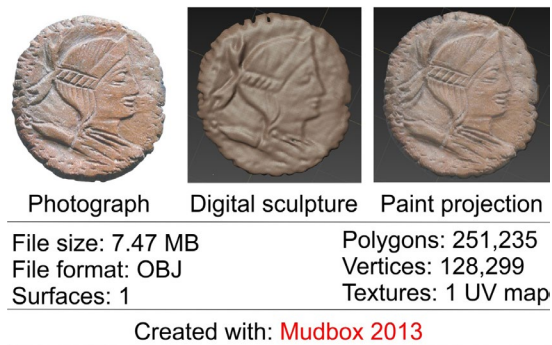 Photograph
Digital sculpture
Paint projection
File size: 7.47 MB
File format: OBJ
Surfaces: 1
Polygons: 251,235
Vertices: 128,299
Textures: 1 UV map
Created with: Mudbox 2013